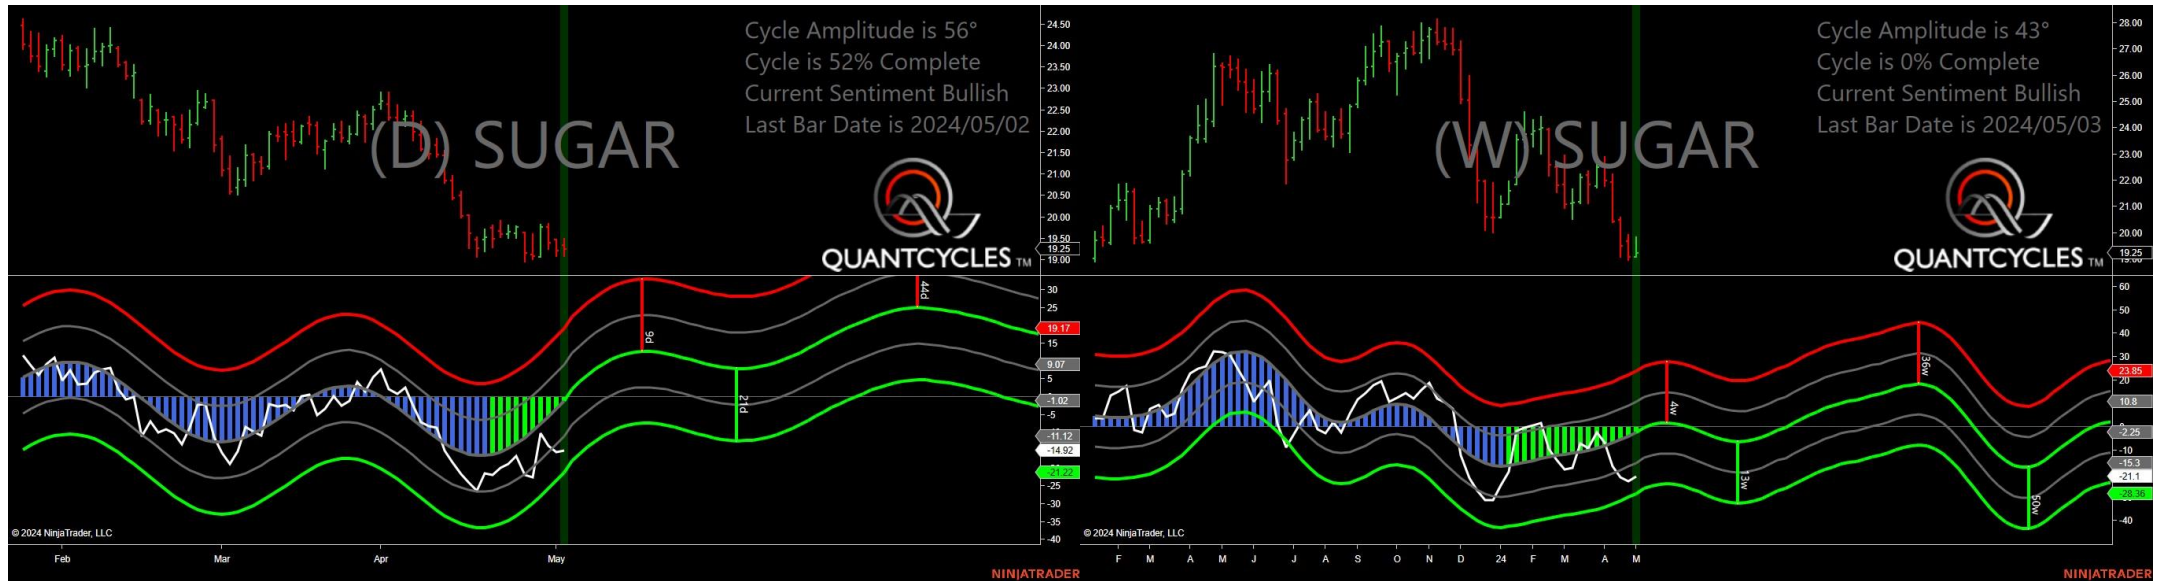 Cycle Amplitude is 56°
Cycle is 52% Complete
Current Sentiment Bullish
Last Bar Date is 2024/05/02
(D) SUGAR
QUANTCYCLES TM
24.50
24.00
23.50
23.00
22.50
22.00
21.50
21.00
20.50
20.00
19.50
19.25
19.00
9d
21d
44d
30
25
19.17
15
9.07
5
-1.02
-5
-11.12
-14.92
-21.22
-25
-30
-35
-40
© 2024 NinjaTrader, LLC
Feb
Mar
Apr
May
NINJATRADER
Cycle Amplitude is 43°
Cycle is 0% Complete
Current Sentiment Bullish
Last Bar Date is 2024/05/03
(W) SUGAR
QUANTCYCLES TM
28.00
27.00
26.00
25.00
24.00
23.00
22.00
21.00
20.00
19.25
4w
13w
36w
50w
60
50
40
30
23.85
20
10.8
-2.25
-10
-15.3
-21.1
-28.36
-40
© 2024 NinjaTrader, LLC
F M A M J J A S O N D 24 F M A M
NINJATRADER